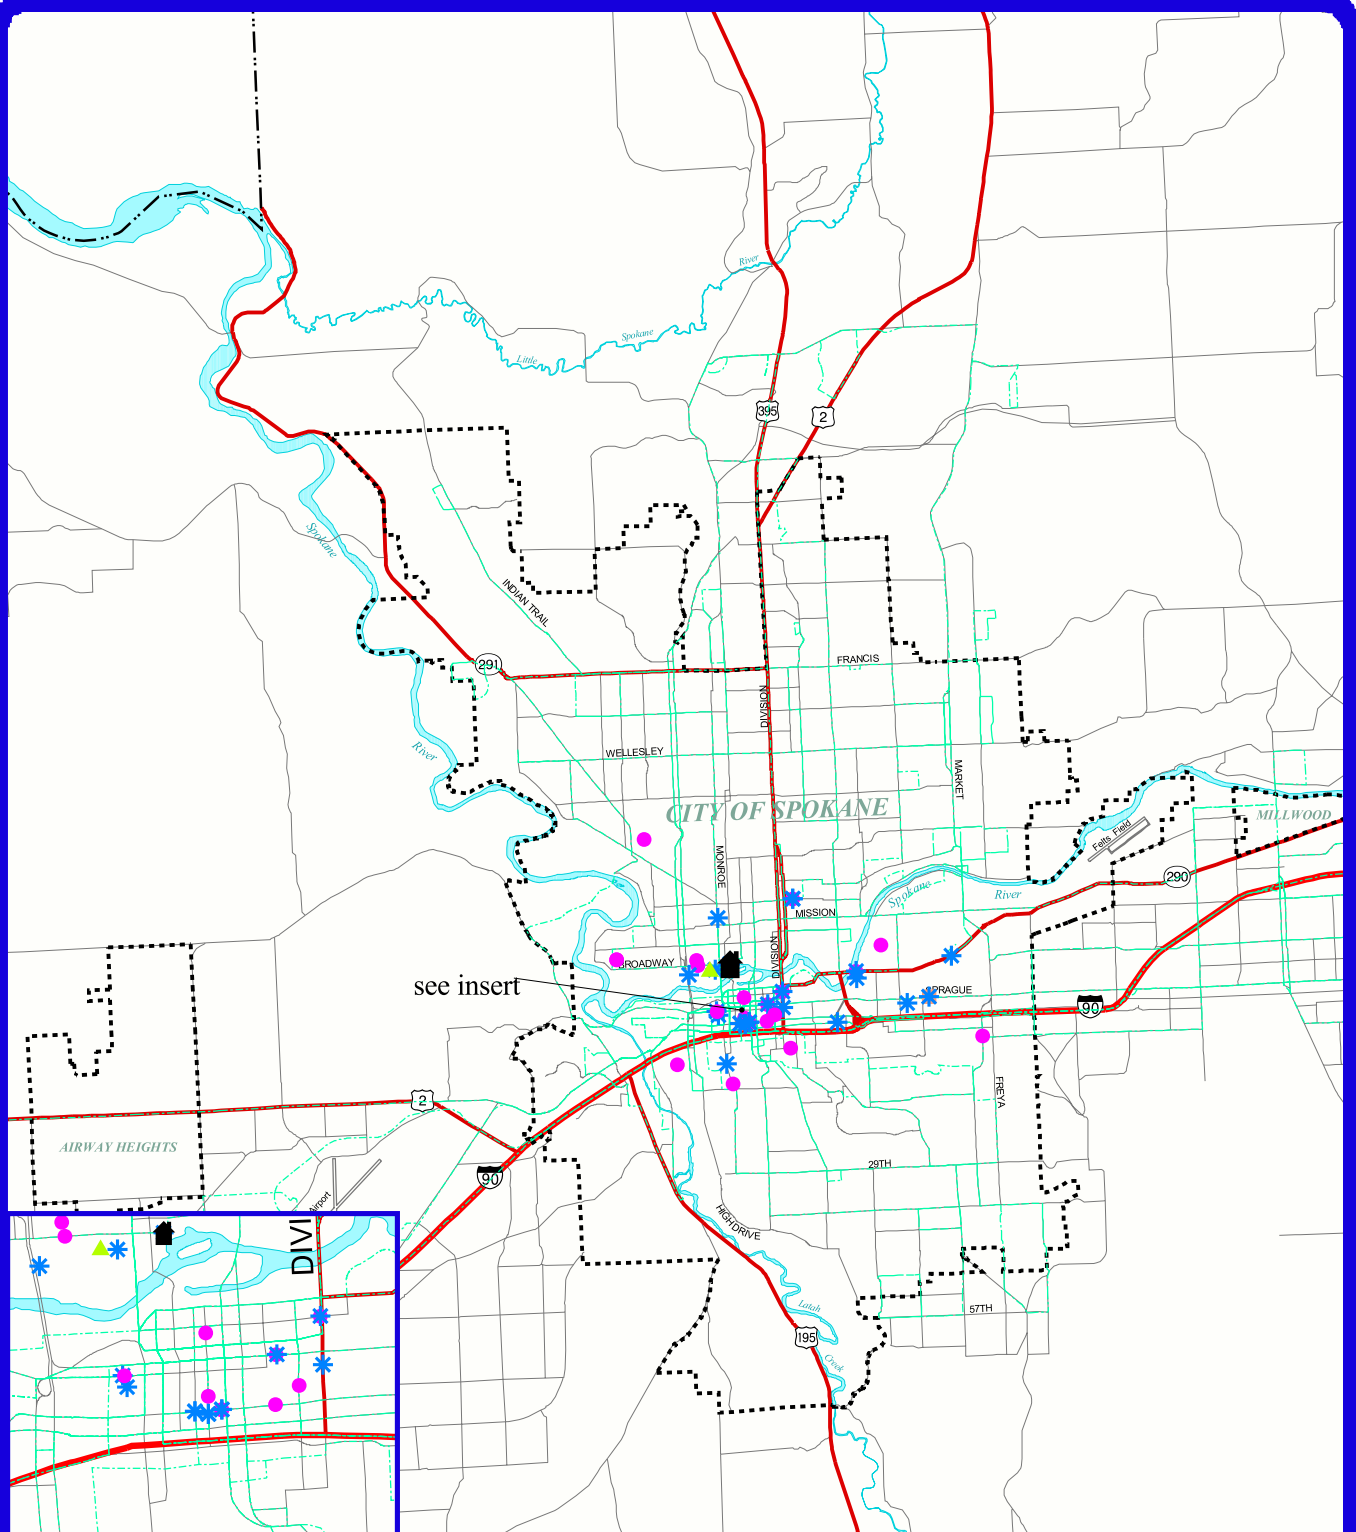 River
Spokane
Little
395
2
Spokane
INDIAN TRAIL
FRANCIS
291
DIVISION
River
WELLESLEY
MARKET
CITY OF SPOKANE
MILLWOOD
Felts Field
MONROE
290
Spokane
River
MISSION
DIVISION
BROADWAY
see insert
SPRAGUE
90
2
FREYA
AIRWAY HEIGHTS
29TH
90
Airport
HIGH DRIVE
DIVI
Latah
57TH
195
Creek